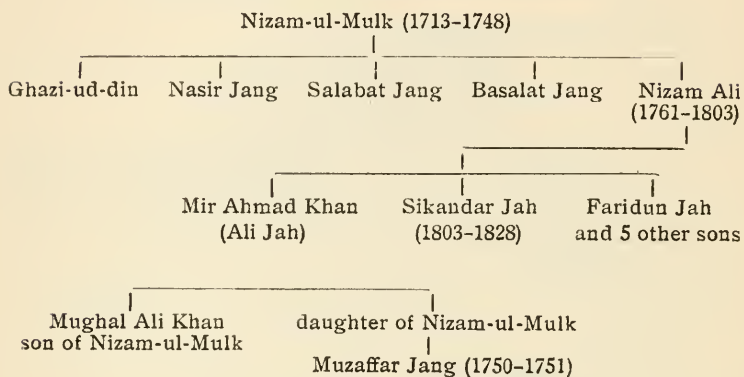 Nizam-ul-Mulk (1713–1748)
Ghazi-ud-din Nasir Jang Salabat Jang Basalat Jang Nizam Ali
(1761–1803)
Mir Ahmad Khan Sikandar Jah Faridun Jah
(Ali Jah) (1803–1828) and 5 other sons
Mughal Ali Khan daughter of Nizam-ul-Mulk
son of Nizam-ul-Mulk
Muzaffar Jang (1750–1751)